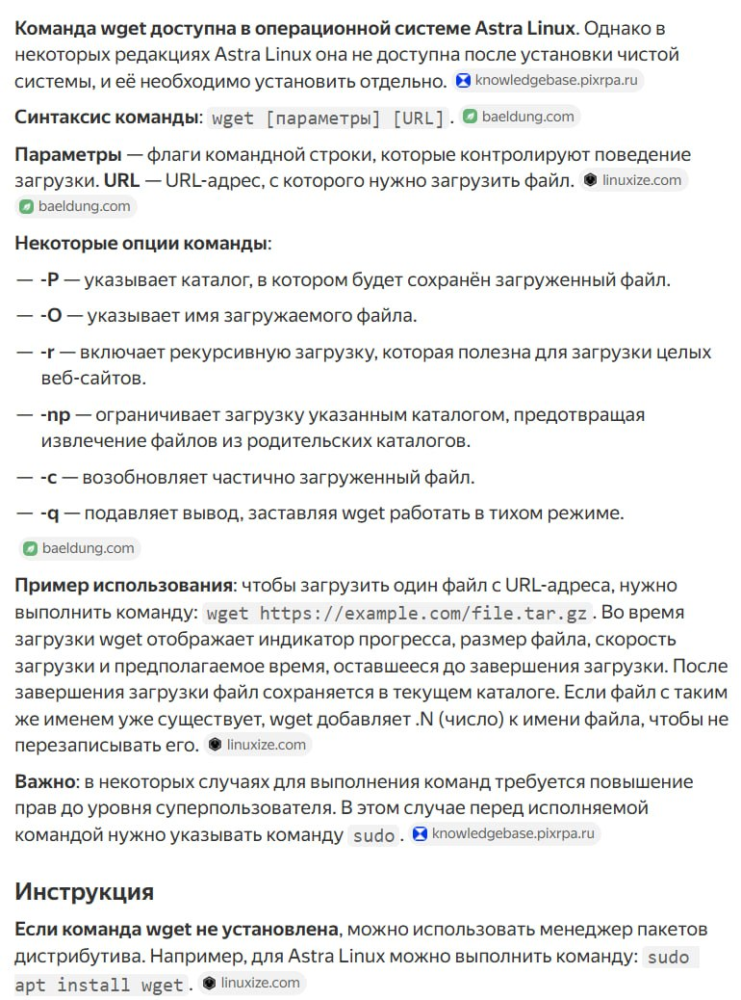 Команда wget доступна в операционной системе Astra Linux. Однако в
некоторых редакциях Astra Linux она не доступна после установки чистой
системы, и её необходимо установить отдельно. knowledgebase.pixrpa.ru
Синтаксис команды: wget [параметры] [URL]. baeldung.com
Параметры — флаги командной строки, которые контролируют поведение
загрузки. URL — URL-адрес, с которого нужно загрузить файл. linuxize.com
baeldung.com
Некоторые опции команды:
— -P — указывает каталог, в котором будет сохранён загруженный файл.
— -O — указывает имя загружаемого файла.
— -r — включает рекурсивную загрузку, которая полезна для загрузки целых
веб-сайтов.
— -np — ограничивает загрузку указанным каталогом, предотвращая
извлечение файлов из родительских каталогов.
— -c — возобновляет частично загруженный файл.
— -q — подавляет вывод, заставляя wget работать в тихом режиме.
baeldung.com
Пример использования: чтобы загрузить один файл с URL-адреса, нужно
выполнить команду: wget https://example.com/file.tar.gz. Во время
загрузки wget отображает индикатор прогресса, размер файла, скорость
загрузки и предполагаемое время, оставшееся до завершения загрузки. После
завершения загрузки файл сохраняется в текущем каталоге. Если файл с таким
же именем уже существует, wget добавляет .N (число) к имени файла, чтобы не
перезаписывать его. linuxize.com
Важно: в некоторых случаях для выполнения команд требуется повышение
прав до уровня суперпользователя. В этом случае перед исполняемой
командой нужно указывать команду sudo. knowledgebase.pixrpa.ru
Инструкция
Если команда wget не установлена, можно использовать менеджер пакетов
дистрибутива. Например, для Astra Linux можно выполнить команду: sudo
apt install wget. linuxize.com